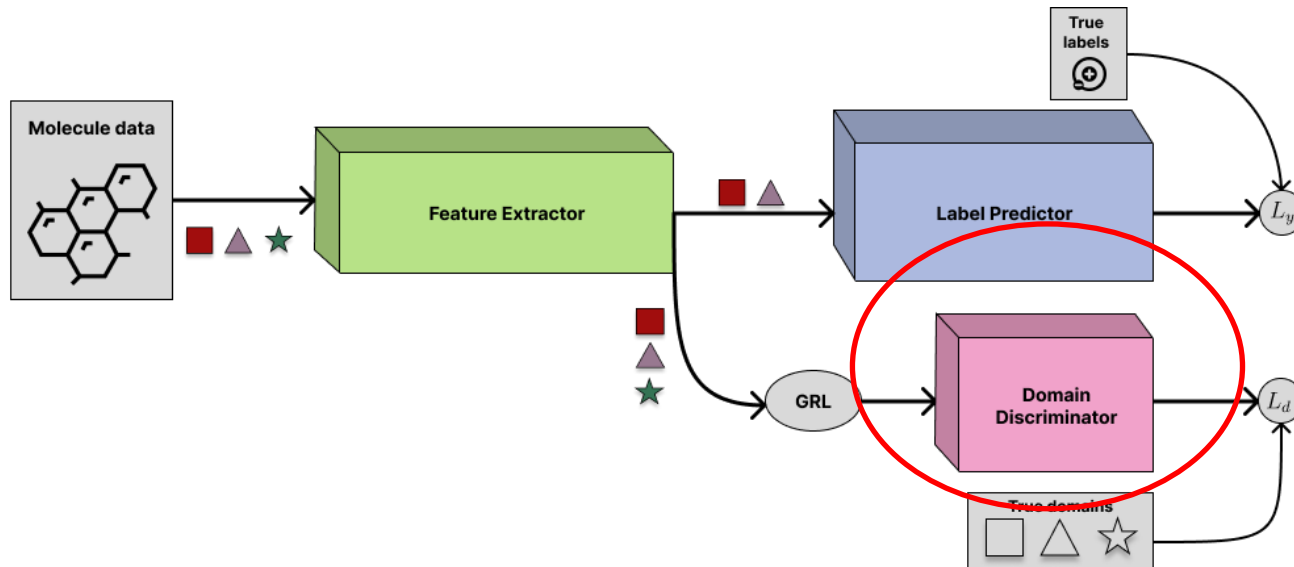 True
labels
Molecule data
Feature Extractor
Label Predictor
L_y
GRL
Domain
Discriminator
L_d
True domains